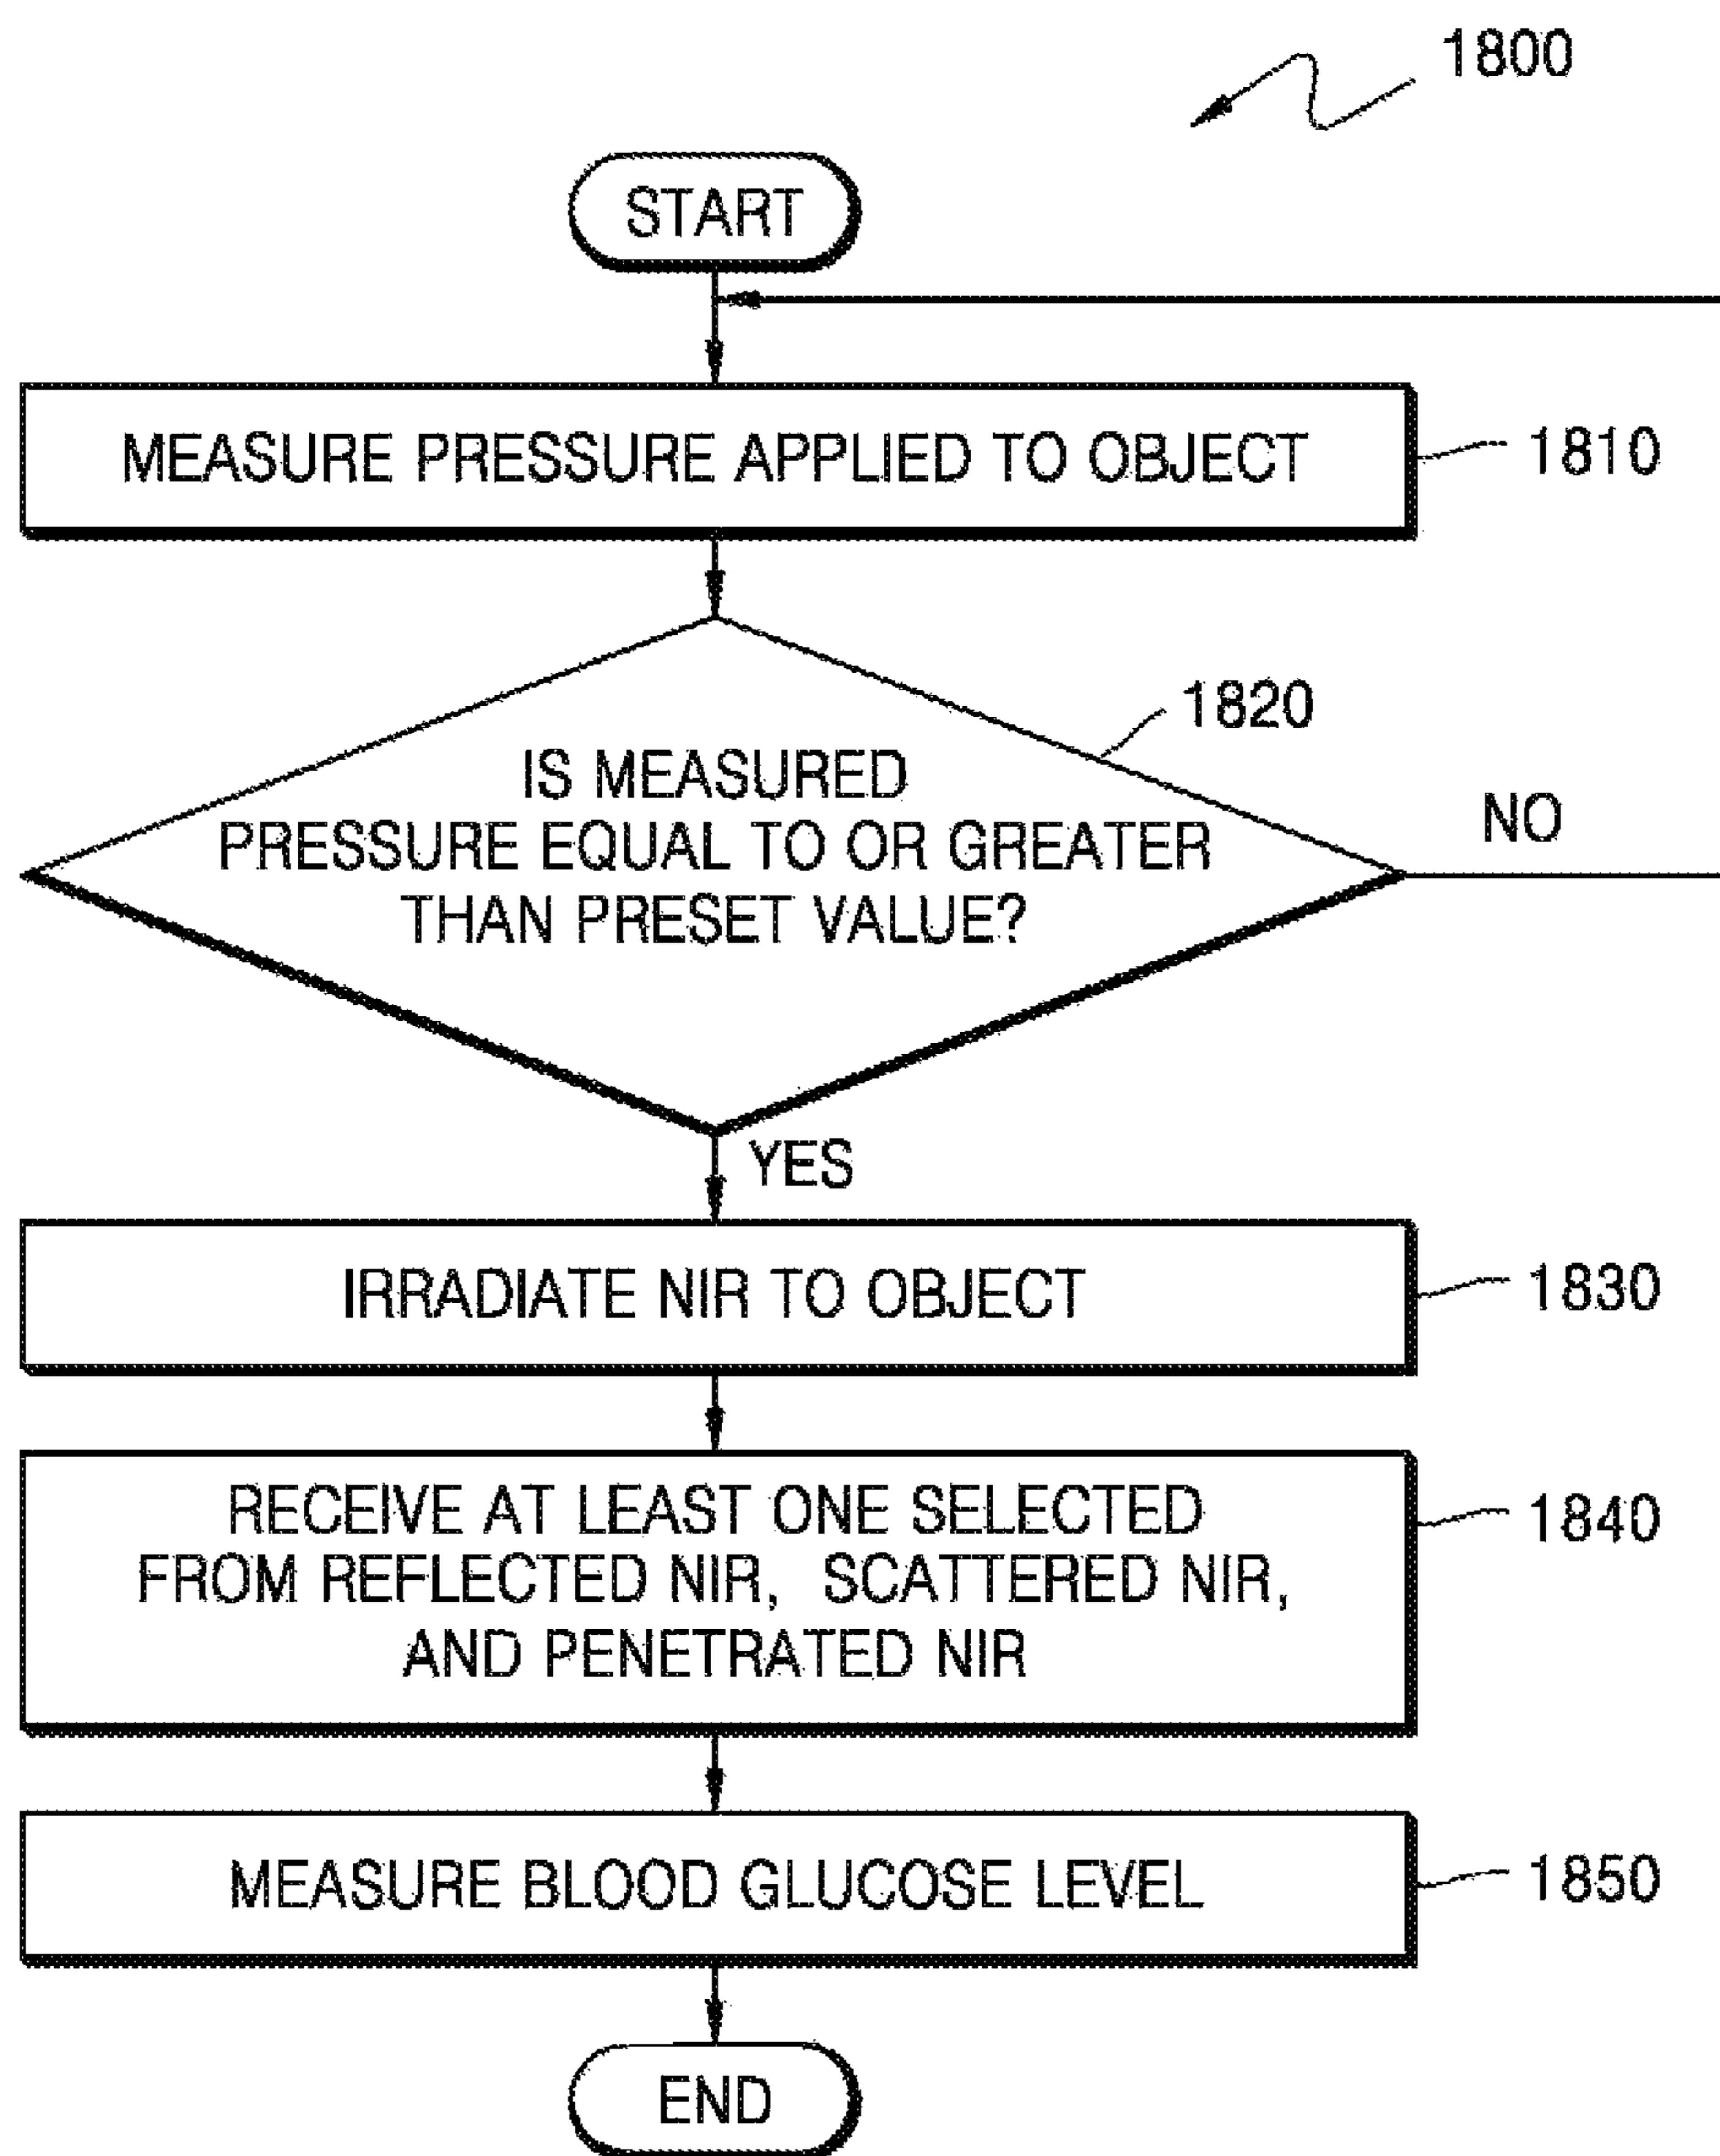 1800
START
MEASURE PRESSURE APPLIED TO OBJECT
1810
1820
IS MEASURED
PRESSURE EQUAL TO OR GREATER
THAN PRESET VALUE?
NO
YES
IRRADIATE NIR TO OBJECT
1830
RECEIVE AT LEAST ONE SELECTED
FROM REFLECTED NIR, SCATTERED NIR,
AND PENETRATED NIR
1840
MEASURE BLOOD GLUCOSE LEVEL
1850
END